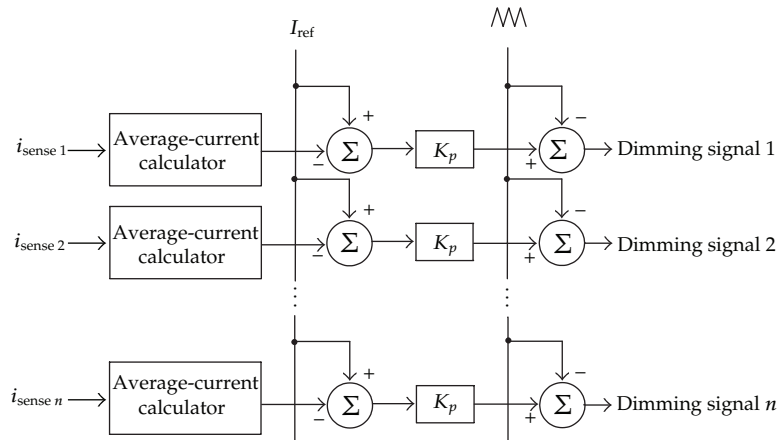 I_ref
+
−
i_sense 1
Average-current
calculator
−
Σ
K_p
+
Σ
Dimming signal 1
+
−
i_sense 2
Average-current
calculator
−
Σ
K_p
+
Σ
Dimming signal 2
⋮
⋮
+
−
i_sense n
Average-current
calculator
−
Σ
K_p
+
Σ
Dimming signal n